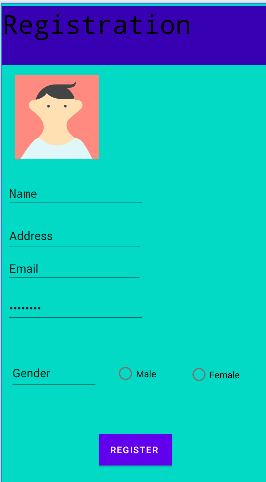 Registration
Name
Address
Email
········
Gender Male Female
REGISTER